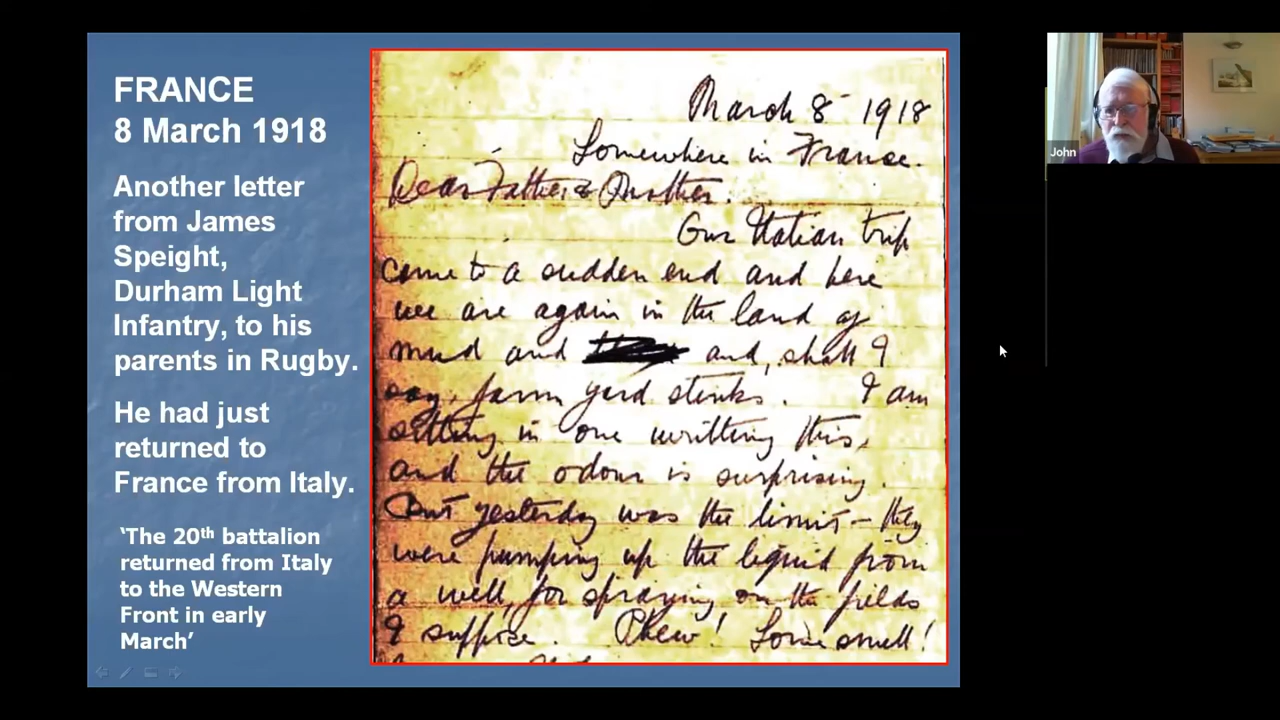 FRANCE
8 March 1918
Another letter
from James
Speight,
Durham Light
Infantry, to his
parents in Rugby.
He had just
returned to
France from Italy.
‘The 20th battalion
returned from Italy
to the Western
Front in early
March’
March 8 1918
Somewhere in France.
Dear Father & Mother.
Our Italian trip
came to a sudden end and here
we are again in the land of
mud and and, shall I
say, farm yard stinks. I am
sitting in one writting this,
and the odour is surprising.
But yesterday was the limit – they
were pumping up the liquid from
a well, for spraying on the fields
I suppose. Phew! Some smell!
John